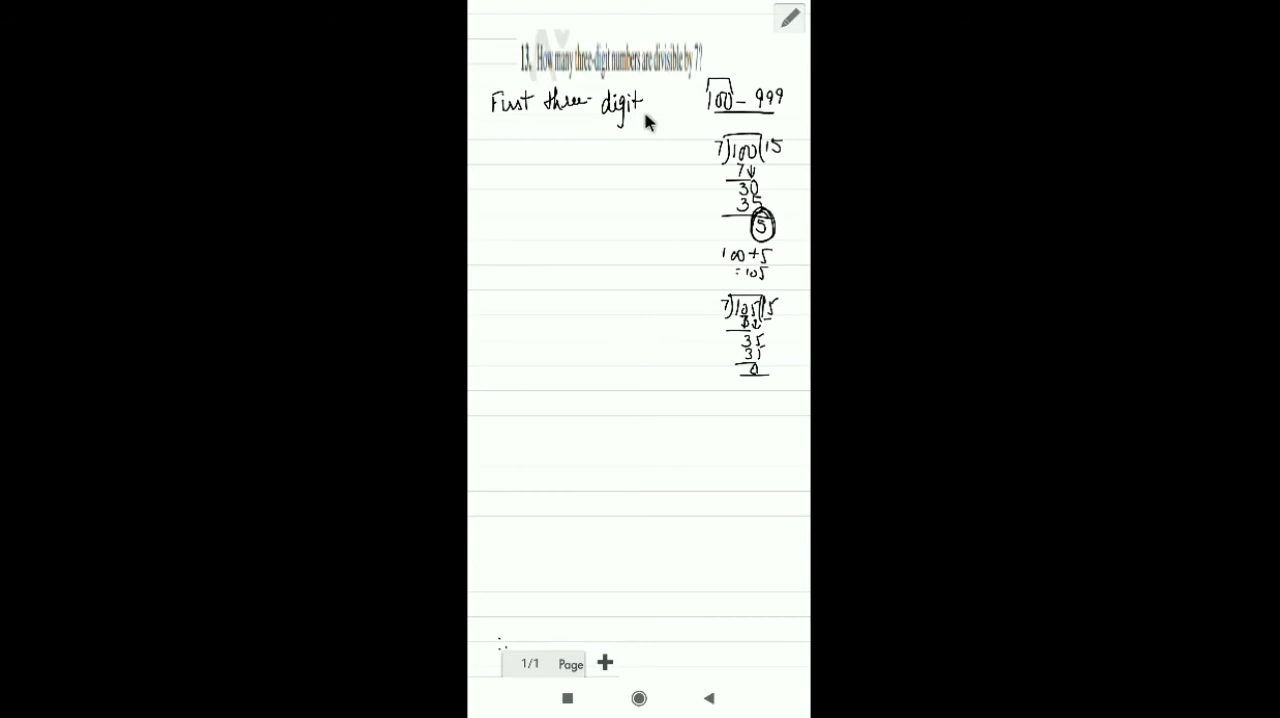 13. How many three-digit numbers are divisible by 7?
First three-digit
100 - 999
7)100(15
7
30
35
5
100+5
=105
7)105(15
35
35
0
1/1 Page